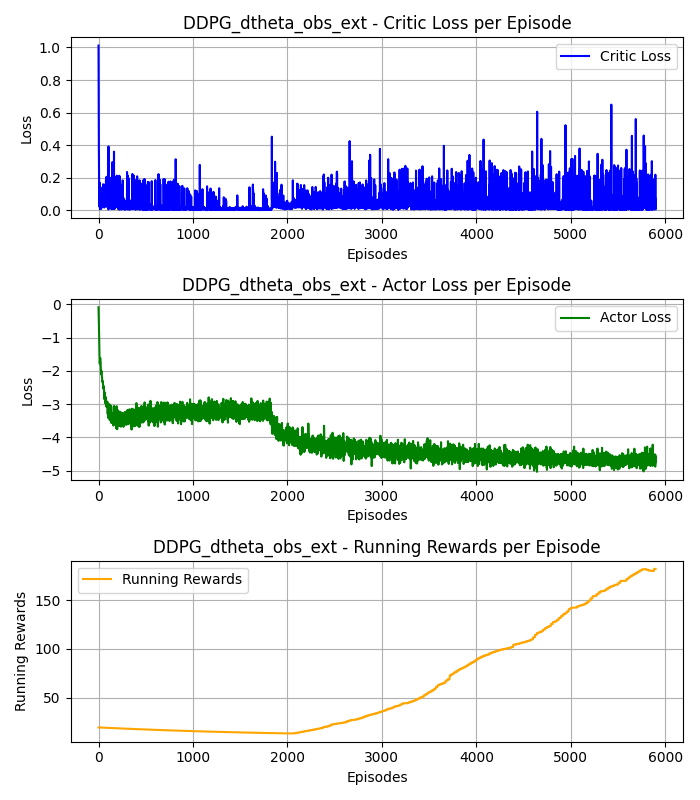 DDPG_dtheta_obs_ext - Critic Loss per Episode
1.0
0.8
0.6
0.4
0.2
0.0
Loss
Critic Loss
0 1000 2000 3000 4000 5000 6000
Episodes
DDPG_dtheta_obs_ext - Actor Loss per Episode
0
−1
−2
−3
−4
−5
Loss
Actor Loss
0 1000 2000 3000 4000 5000 6000
Episodes
DDPG_dtheta_obs_ext - Running Rewards per Episode
150
100
50
Running Rewards
Running Rewards
0 1000 2000 3000 4000 5000 6000
Episodes